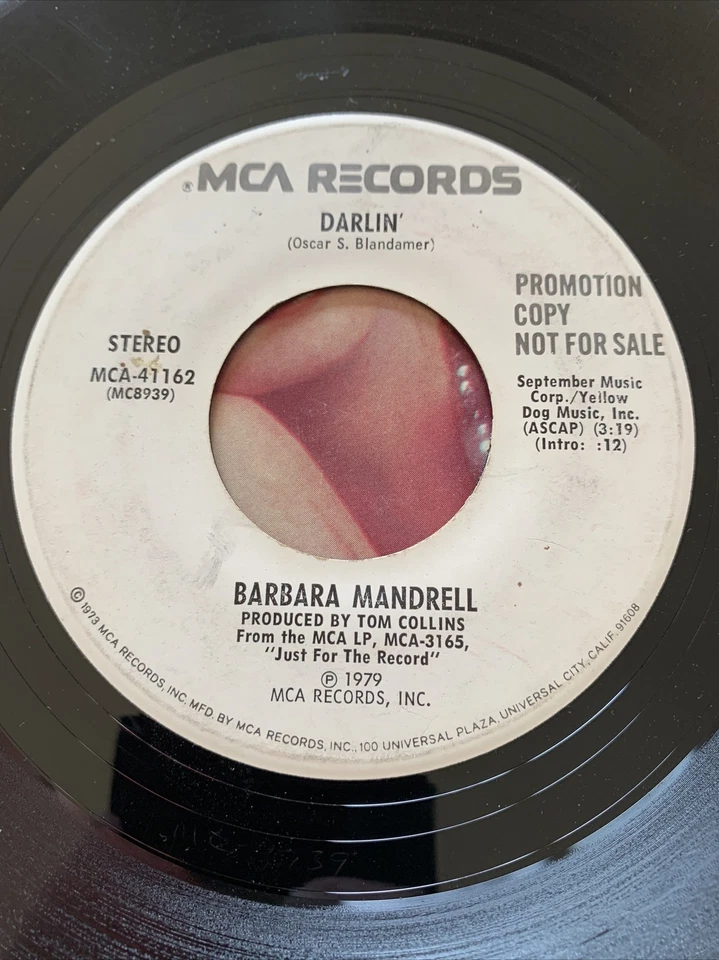 ® MCA RECORDS
DARLIN'
(Oscar S. Blandamer)
PROMOTION
COPY
NOT FOR SALE
STEREO
MCA-41162
(MC8939)
September Music
Corp./Yellow
Dog Music, Inc.
(ASCAP) (3:19)
(Intro: :12)
BARBARA MANDRELL
PRODUCED BY TOM COLLINS
From the MCA LP, MCA-3165,
"Just For The Record"
Ⓟ 1979
MCA RECORDS, INC.
© 1973 MCA RECORDS, INC. MFD. BY MCA RECORDS, INC., 100 UNIVERSAL PLAZA, UNIVERSAL CITY, CALIF. 91608